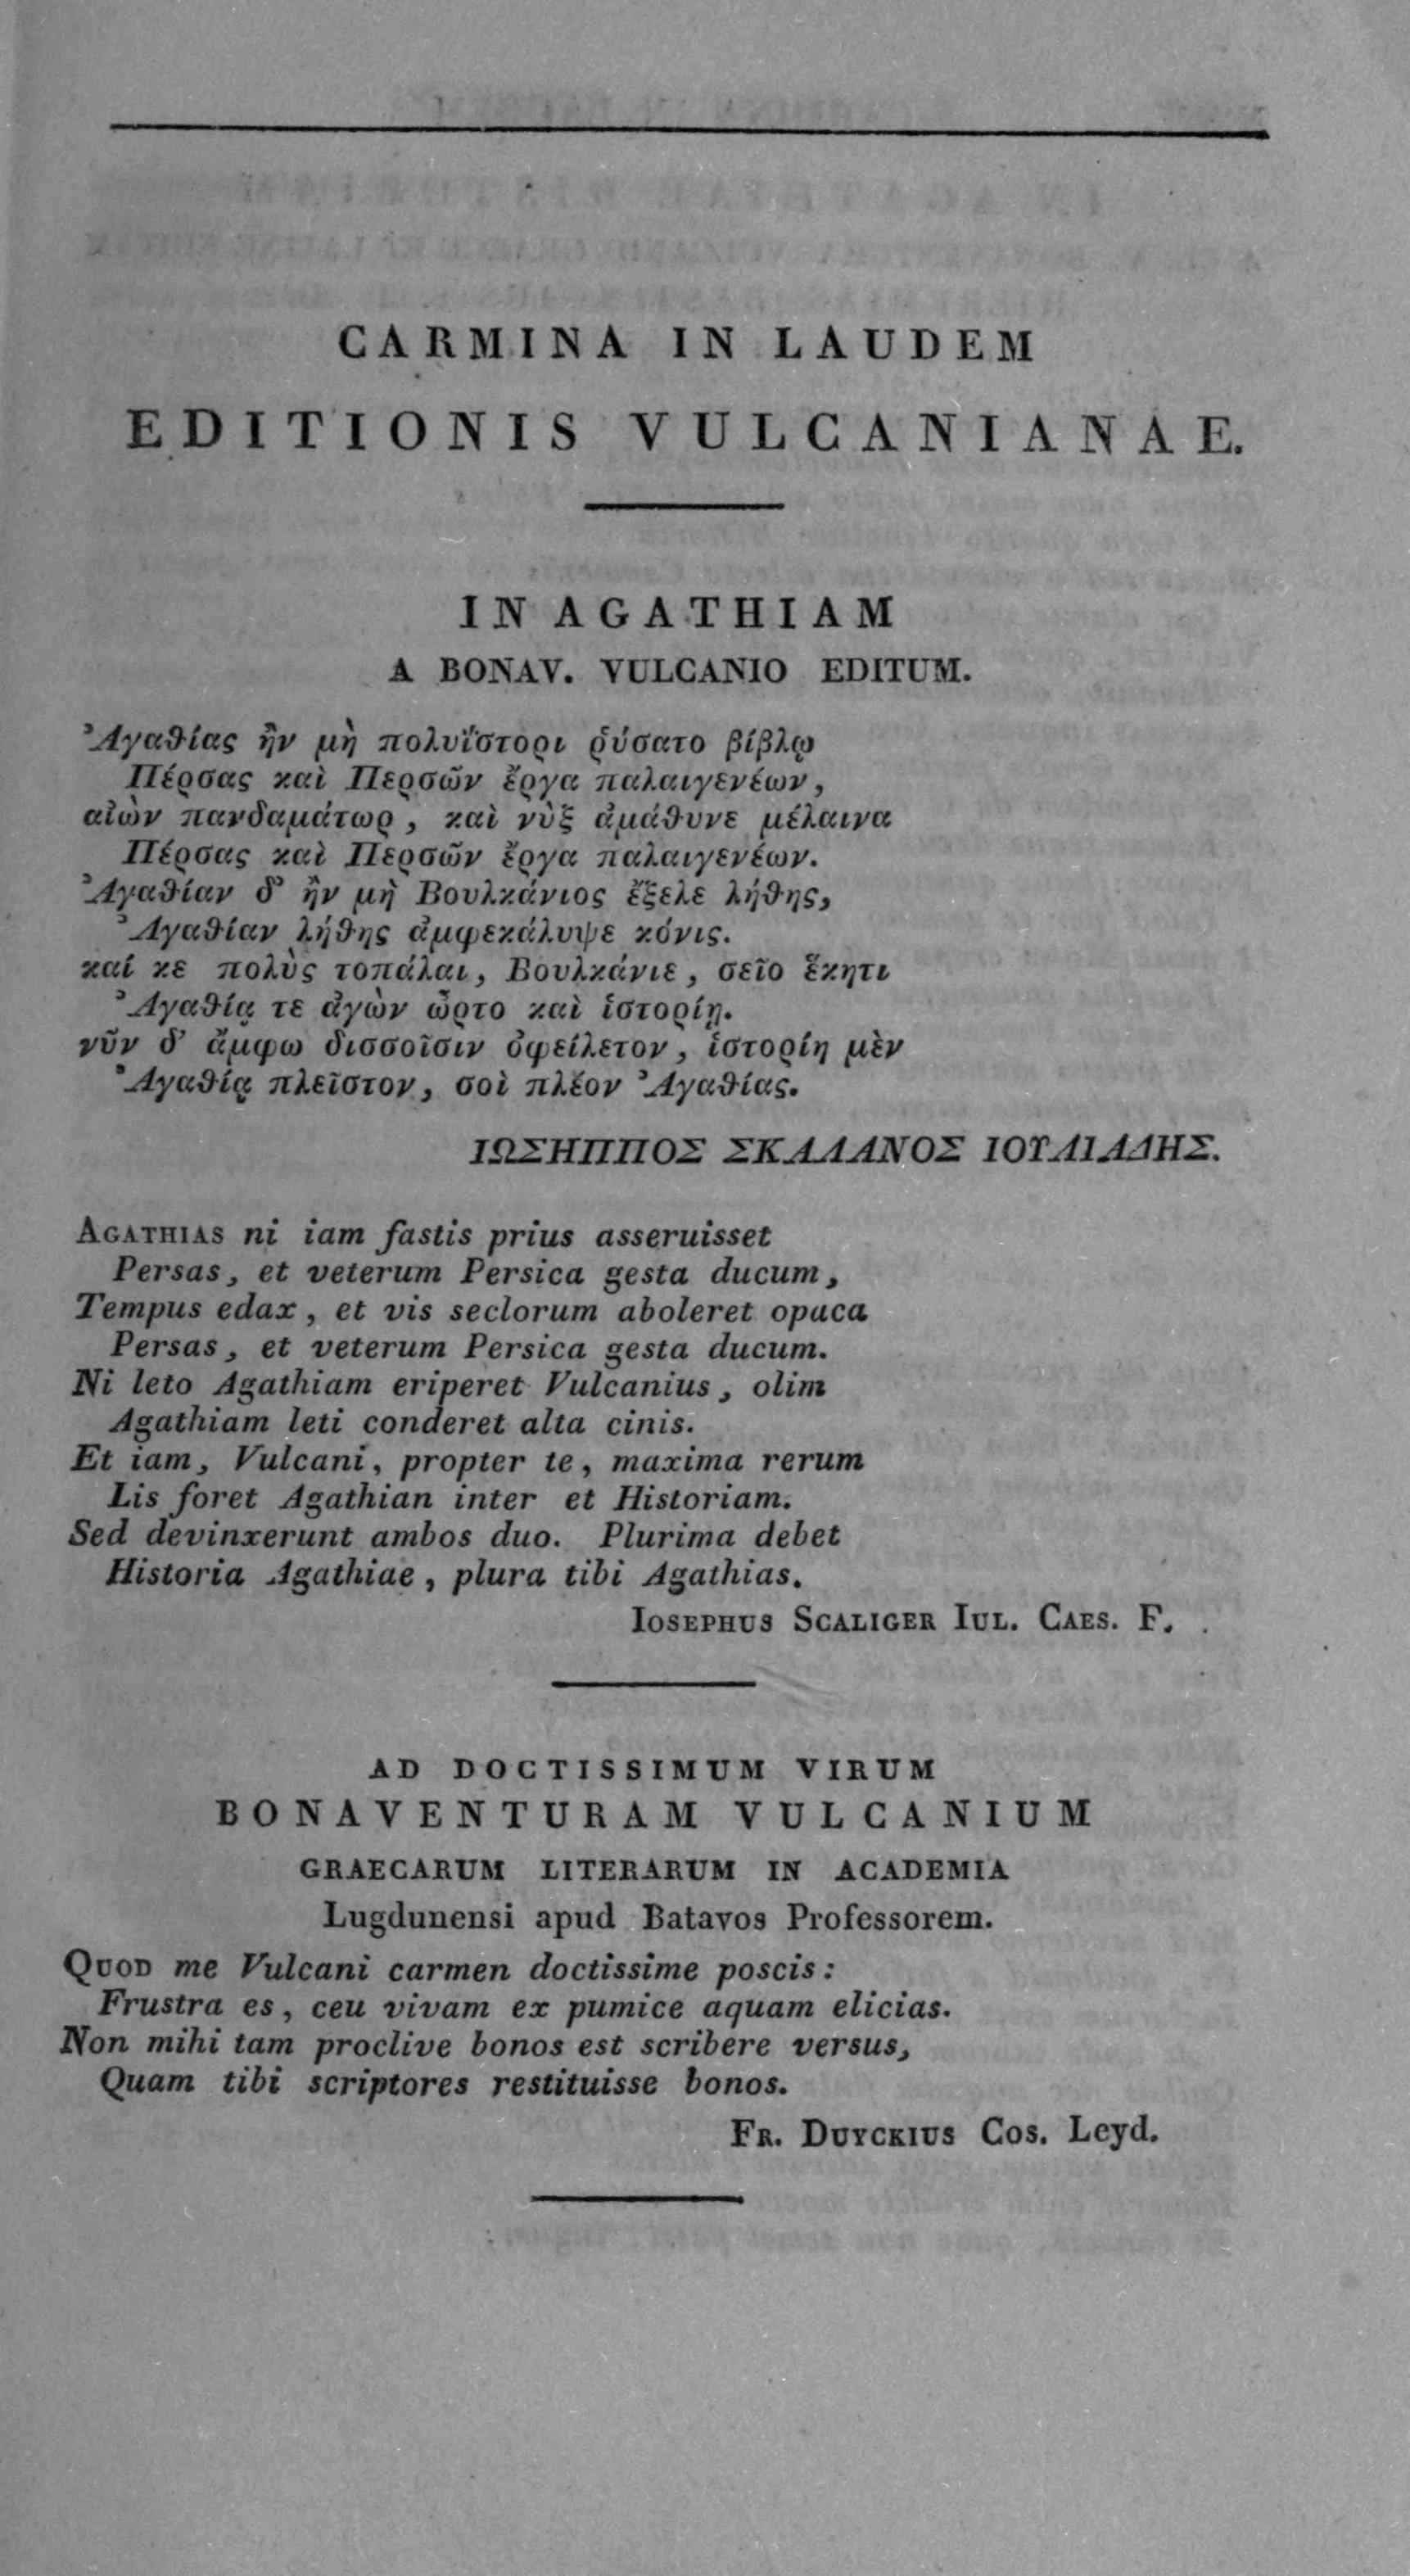 CARMINA IN LAUDEM
EDITIONIS VULCANIANAE.
IN AGATHIAM
A BONAV. VULCANIO EDITUM.
Ἀγαθίας ἢν μὴ πολυΐστορι ῥύσατο βίβλῳ
Πέρσας καὶ Περσῶν ἔργα παλαιγενέων,
αἰὼν πανδαμάτωρ, καὶ νὺξ ἀμάθυνε μέλαινα
Πέρσας καὶ Περσῶν ἔργα παλαιγενέων.
Ἀγαθίαν δ’ ἢν μὴ Βουλκάνιος ἔξελε λήθης,
Ἀγαθίαν λήθης ἀμφεκάλυψε κόνις.
καί κε πολὺς τοπάλαι, Βουλκάνιε, σεῖο ἕκητι
Ἀγαθίᾳ τε ἀγὼν ὦρτο καὶ ἱστορίῃ.
νῦν δ’ ἄμφω δισσοῖσιν ὀφείλετον, ἱστορίη μὲν
Ἀγαθίᾳ πλεῖστον, σοὶ πλέον Ἀγαθίας.
ΙΩΣΗΠΠΟΣ ΣΚΑΛΑΝΟΣ ΙΟΥΛΙΑΔΗΣ.
AGATHIAS ni iam fastis prius asseruisset
Persas, et veterum Persica gesta ducum,
Tempus edax, et vis seclorum aboleret opaca
Persas, et veterum Persica gesta ducum.
Ni leto Agathiam eriperet Vulcanius, olim
Agathiam leti conderet alta cinis.
Et iam, Vulcani, propter te, maxima rerum
Lis foret Agathian inter et Historiam.
Sed devinxerunt ambos duo. Plurima debet
Historia Agathiae, plura tibi Agathias.
IOSEPHUS SCALIGER IUL. CAES. F.
AD DOCTISSIMUM VIRUM
BONAVENTURAM VULCANIUM
GRAECARUM LITERARUM IN ACADEMIA
Lugdunensi apud Batavos Professorem.
QUOD me Vulcani carmen doctissime poscis:
Frustra es, ceu vivam ex pumice aquam elicias.
Non mihi tam proclive bonos est scribere versus,
Quam tibi scriptores restituisse bonos.
FR. DUYCKIUS Cos. Leyd.